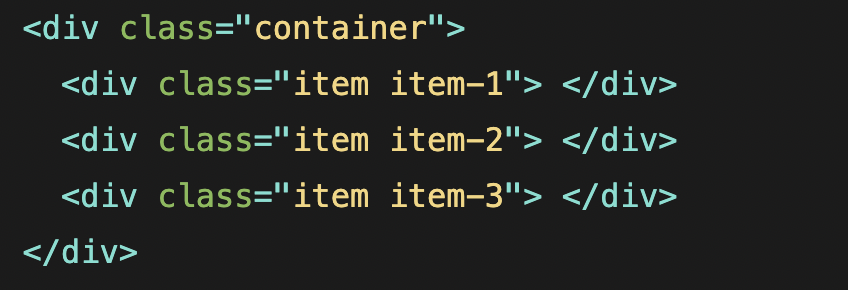 <div class="container">
  <div class="item item-1"> </div>
  <div class="item item-2"> </div>
  <div class="item item-3"> </div>
</div>